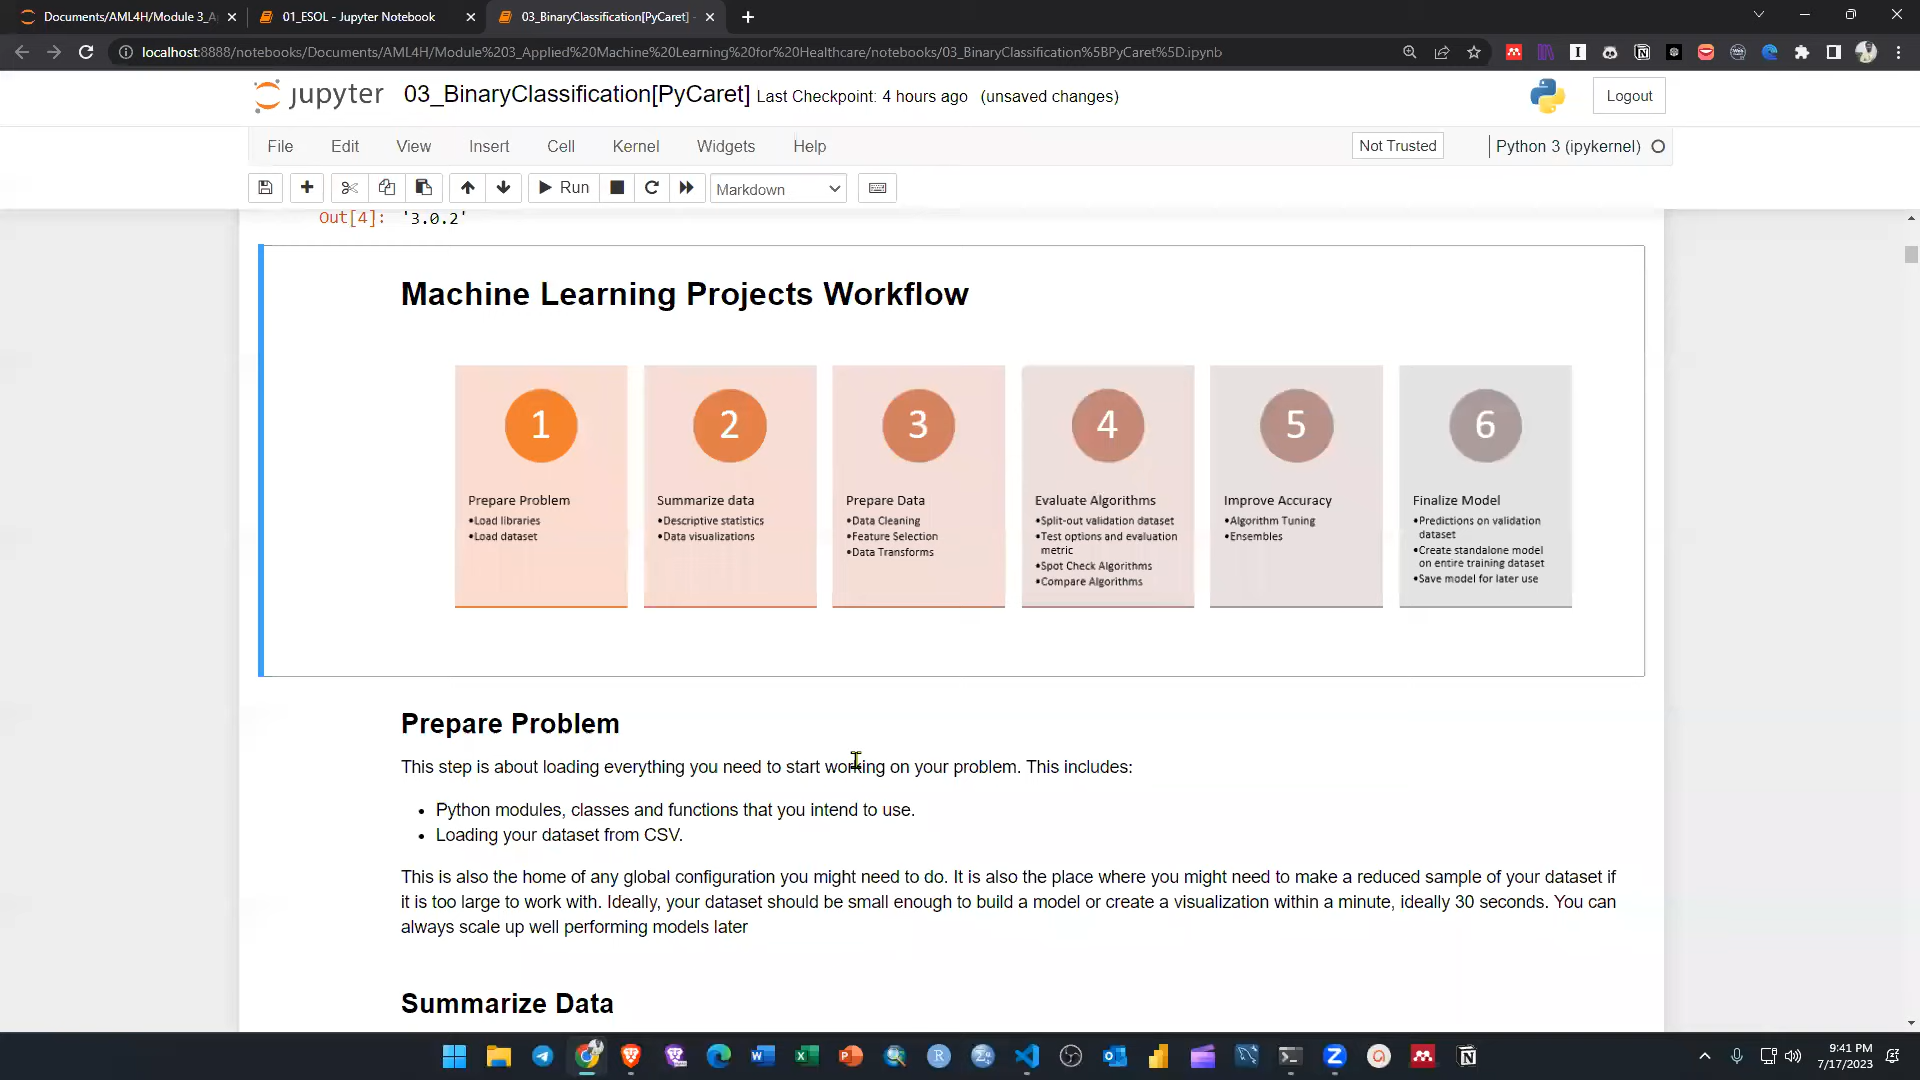 Documents/AML4H/Module 3_A
01_ESOL - Jupyter Notebook
03_BinaryClassification[PyCaret] -
localhost:8888/notebooks/Documents/AML4H/Module%203_Applied%20Machine%20Learning%20for%20Healthcare/notebooks/03_BinaryClassification%5BPyCaret%5D.ipynb
jupyter 03_BinaryClassification[PyCaret] Last Checkpoint: 4 hours ago (unsaved changes)
Logout
File Edit View Insert Cell Kernel Widgets Help
Not Trusted
Python 3 (ipykernel)
Run
Markdown
Out[4]: '3.0.2'
Machine Learning Projects Workflow
1
Prepare Problem
•Load libraries
•Load dataset
2
Summarize data
•Descriptive statistics
•Data visualizations
3
Prepare Data
•Data Cleaning
•Feature Selection
•Data Transforms
4
Evaluate Algorithms
•Split-out validation dataset
•Test options and evaluation
metric
•Spot Check Algorithms
•Compare Algorithms
5
Improve Accuracy
•Algorithm Tuning
•Ensembles
6
Finalize Model
•Predictions on validation
dataset
•Create standalone model
on entire training dataset
•Save model for later use
Prepare Problem
This step is about loading everything you need to start working on your problem. This includes:
• Python modules, classes and functions that you intend to use.
• Loading your dataset from CSV.
This is also the home of any global configuration you might need to do. It is also the place where you might need to make a reduced sample of your dataset if
it is too large to work with. Ideally, your dataset should be small enough to build a model or create a visualization within a minute, ideally 30 seconds. You can
always scale up well performing models later
Summarize Data
9:41 PM
7/17/2023